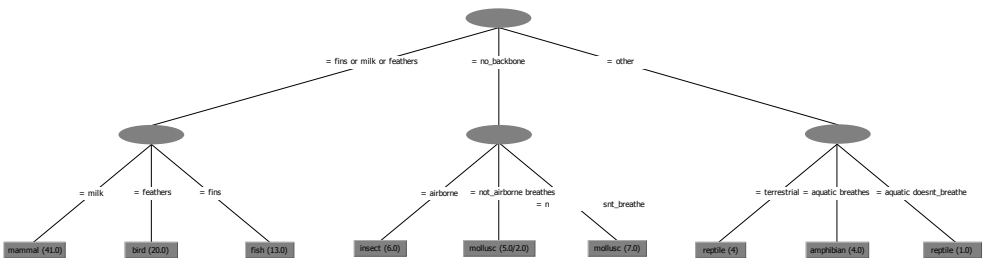 = fins or milk or feathers
= no_backbone
= other
= milk
= feathers
= fins
= airborne
= not_airborne breathes
= n snt_breathe
= terrestrial
= aquatic breathes
= aquatic doesnt_breathe
mammal (41.0)
bird (20.0)
fish (13.0)
insect (6.0)
mollusc (5.0/2.0)
mollusc (7.0)
reptile (4)
amphibian (4.0)
reptile (1.0)